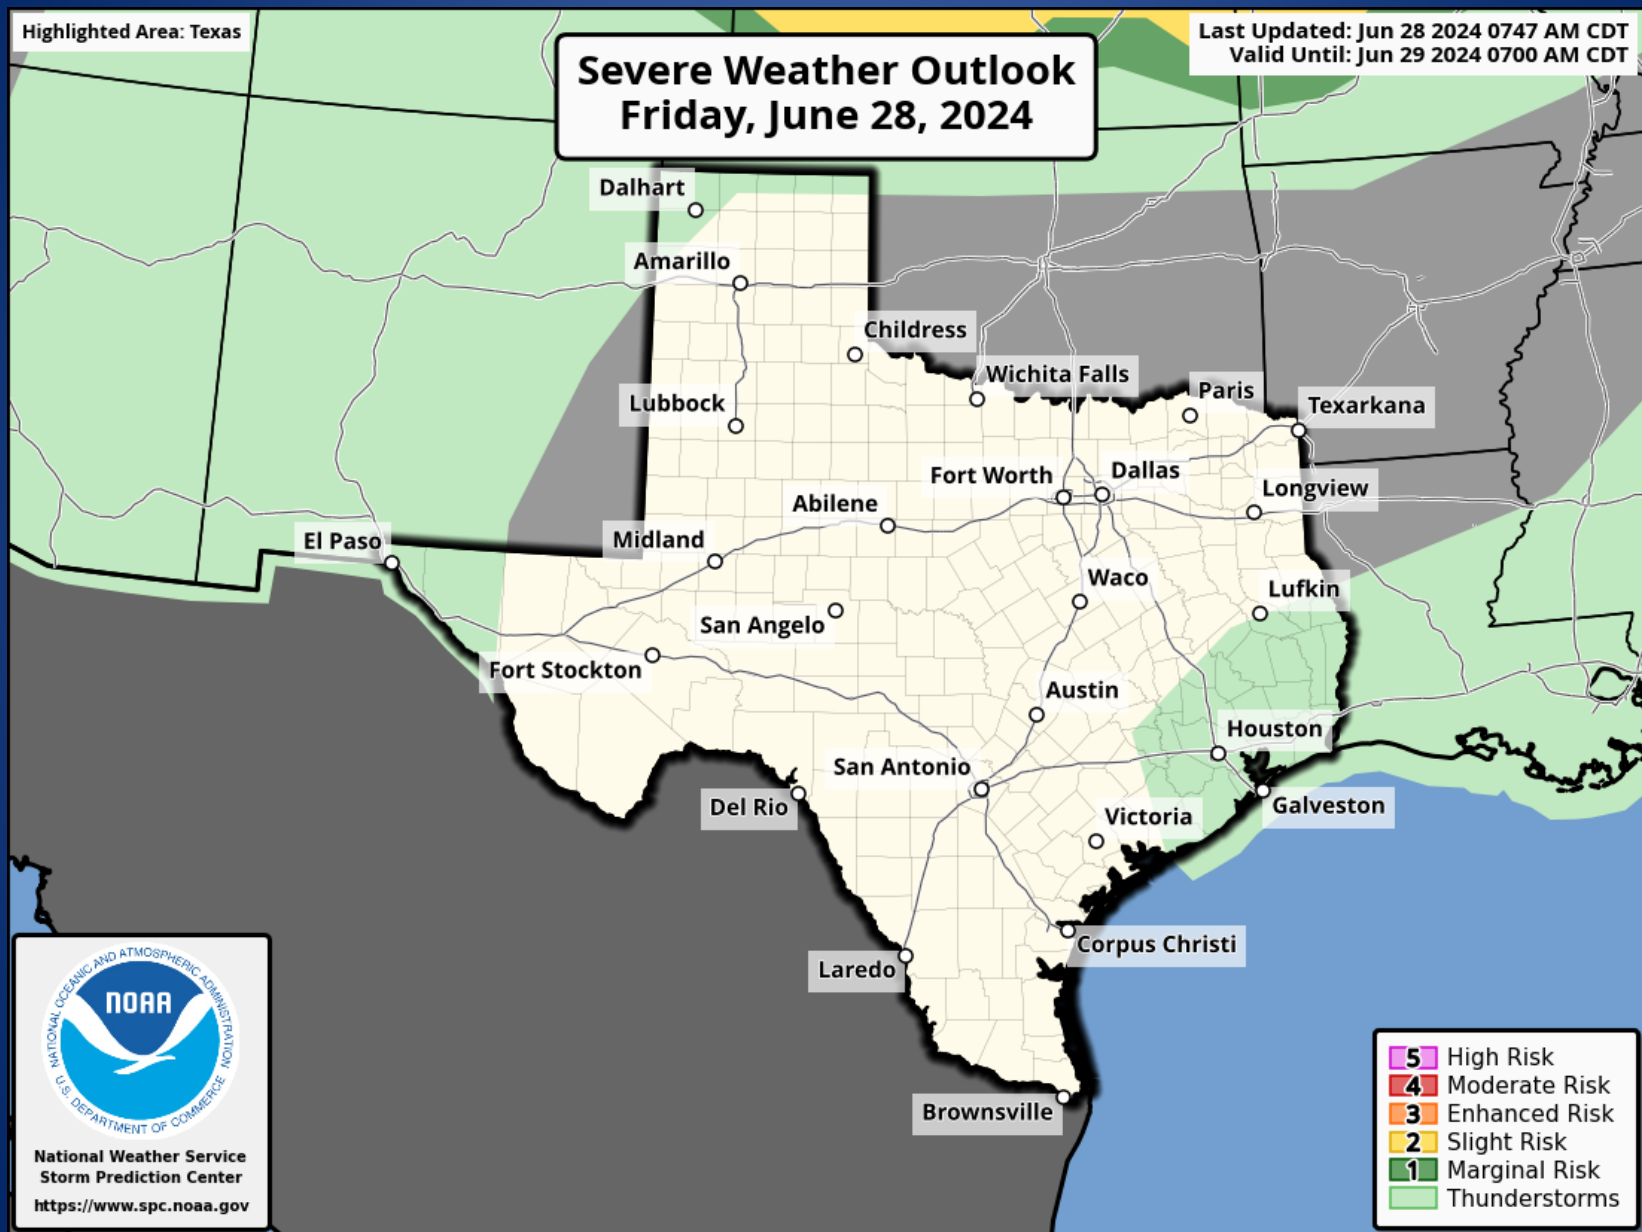 Highlighted Area: Texas
Severe Weather Outlook
Friday, June 28, 2024
Last Updated: Jun 28 2024 0747 AM CDT
Valid Until: Jun 29 2024 0700 AM CDT
Dalhart
Amarillo
Childress
Wichita Falls
Paris
Texarkana
Lubbock
Fort Worth
Dallas
Longview
Abilene
El Paso
Midland
Waco
Lufkin
San Angelo
Fort Stockton
Austin
Houston
San Antonio
Del Rio
Galveston
Victoria
Corpus Christi
Laredo
Brownsville
NATIONAL OCEANIC AND ATMOSPHERIC ADMINISTRATION
NOAA
U.S. DEPARTMENT OF COMMERCE
National Weather Service
Storm Prediction Center
https://www.spc.noaa.gov
5 High Risk
4 Moderate Risk
3 Enhanced Risk
2 Slight Risk
1 Marginal Risk
Thunderstorms